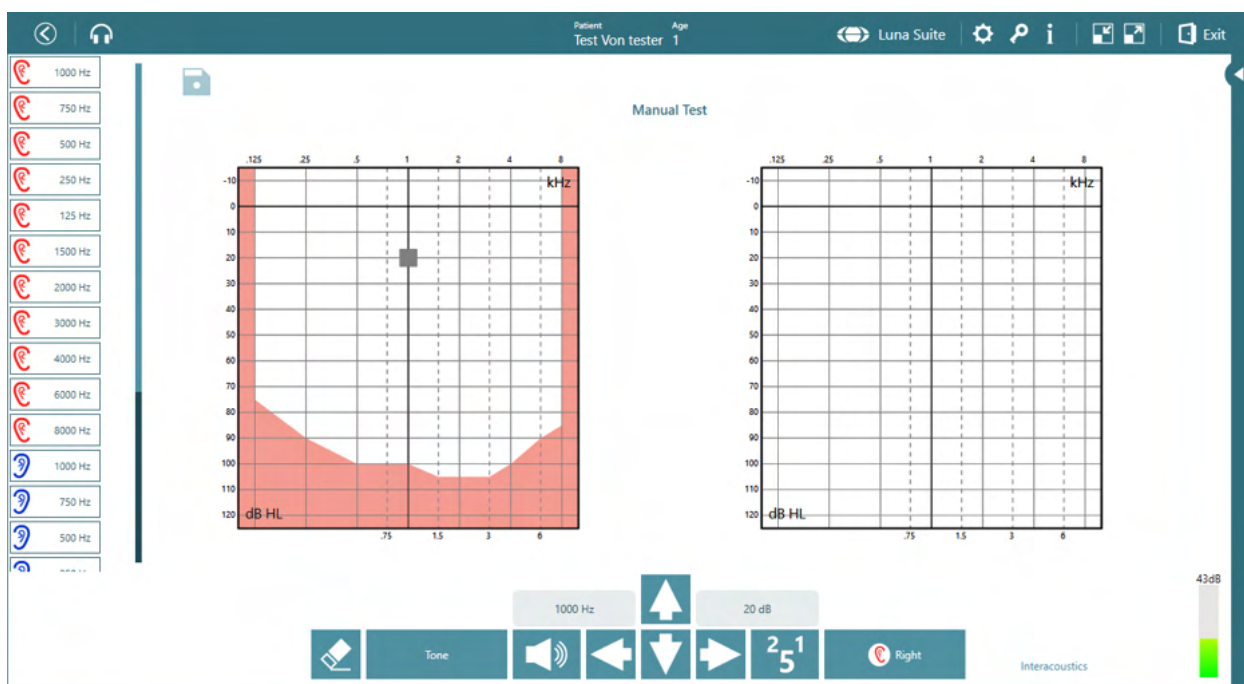 Patient Age
Test Von tester 1
Luna Suite
Exit
1000 Hz
750 Hz
500 Hz
250 Hz
125 Hz
1500 Hz
2000 Hz
3000 Hz
4000 Hz
6000 Hz
8000 Hz
1000 Hz
750 Hz
500 Hz
Manual Test
.125 .25 .5 1 2 4 8
kHz
-10
0
10
20
30
40
50
60
70
80
90
100
110
120
dB HL
.75 1.5 3 6
.125 .25 .5 1 2 4 8
kHz
-10
0
10
20
30
40
50
60
70
80
90
100
110
120
dB HL
.75 1.5 3 6
43dB
1000 Hz 20 dB
Tone
2 5 1
Right
Interacoustics